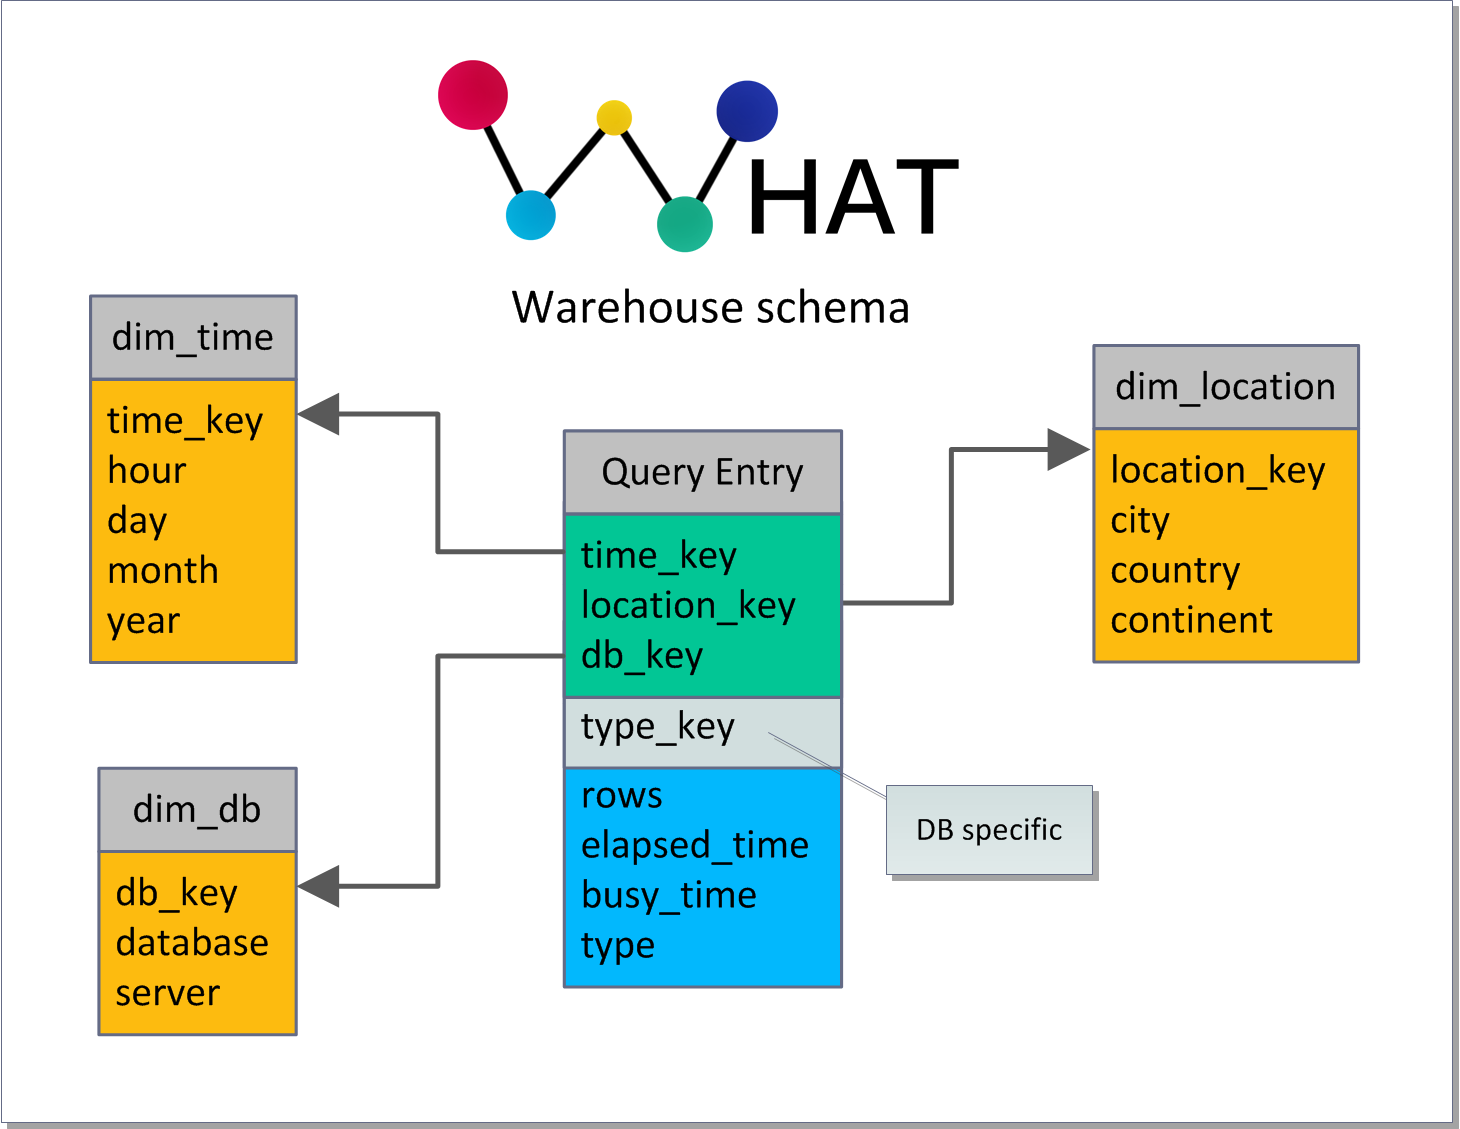 WHAT
Warehouse schema
dim_time
time_key
hour
day
month
year
dim_db
db_key
database
server
Query Entry
time_key
location_key
db_key
type_key
rows
elapsed_time
busy_time
type
DB specific
dim_location
location_key
city
country
continent